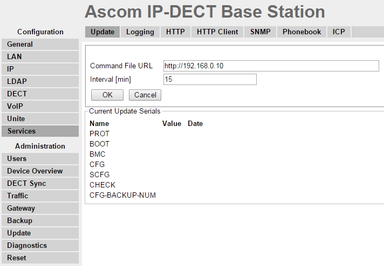 Ascom IP-DECT Base Station
Configuration
General
LAN
IP
LDAP
DECT
VoIP
Unite
Services
Administration
Users
Device Overview
DECT Sync
Traffic
Gateway
Backup
Update
Diagnostics
Reset
Update Logging HTTP HTTP Client SNMP Phonebook ICP
Command File URL http://192.168.0.10
Interval [min] 15
OK Cancel
Current Update Serials
Name Value Date
PROT
BOOT
BMC
CFG
SCFG
CHECK
CFG-BACKUP-NUM